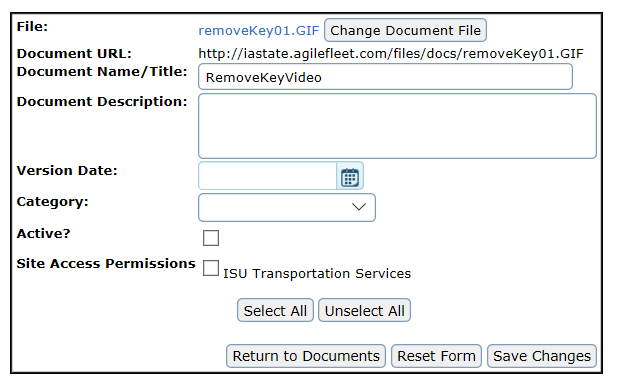 File: removeKey01.GIF Change Document File
Document URL: http://iastate.agilefleet.com/files/docs/removeKey01.GIF
Document Name/Title: RemoveKeyVideo
Document Description:
Version Date:
Category:
Active?
Site Access Permissions ISU Transportation Services
Select All Unselect All
Return to Documents Reset Form Save Changes